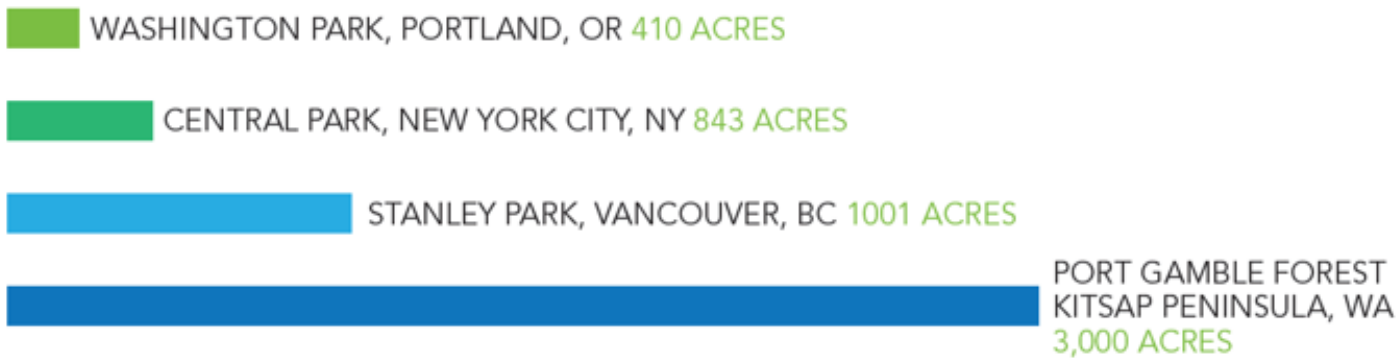 WASHINGTON PARK, PORTLAND, OR 410 ACRES
CENTRAL PARK, NEW YORK CITY, NY 843 ACRES
STANLEY PARK, VANCOUVER, BC 1001 ACRES
PORT GAMBLE FOREST
KITSAP PENINSULA, WA
3,000 ACRES